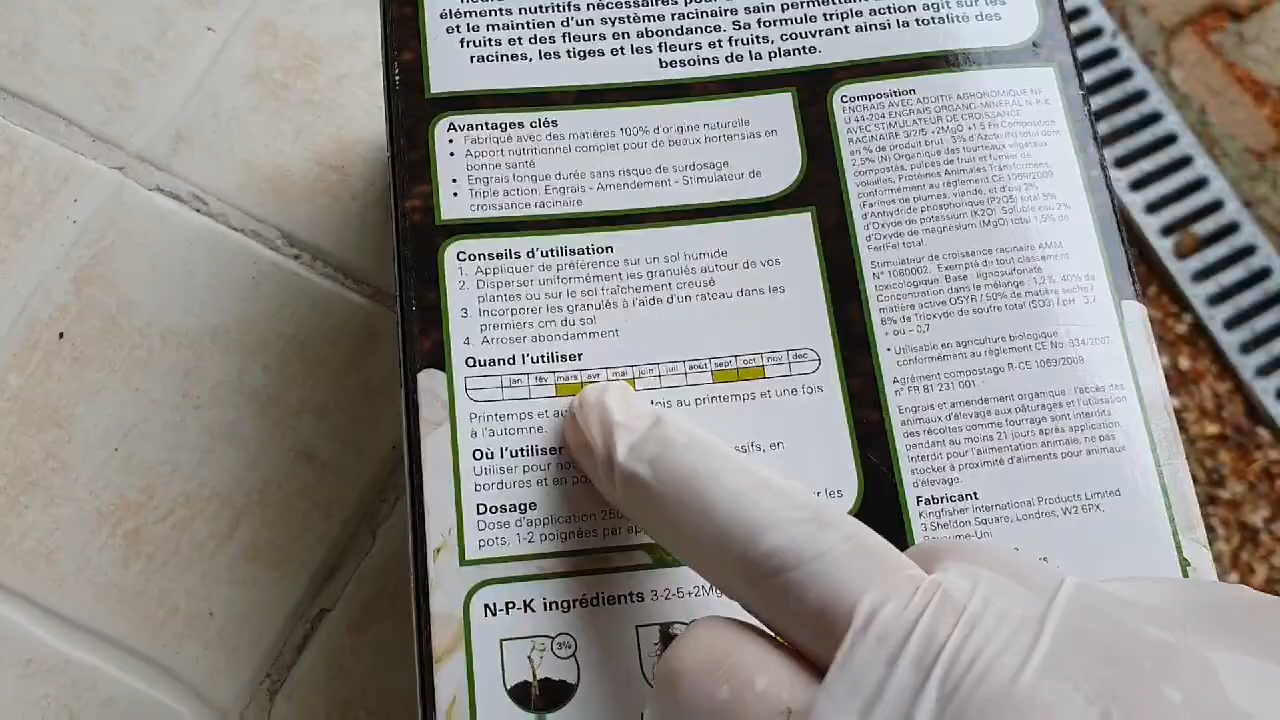 éléments nutritifs nécessaires pour
et le maintien d'un système racinaire sain permettant
fruits et des fleurs en abondance. Sa formule triple action agit sur les
racines, les tiges et les fleurs et fruits, couvrant ainsi la totalité des
besoins de la plante.
Avantages clés
• Fabriqué avec des matières 100% d'origine naturelle
• Apport nutritionnel complet pour de beaux hortensias en
bonne santé
• Engrais longue durée sans risque de surdosage
• Triple action, Engrais - Amendement - Stimulateur de
croissance racinaire
Conseils d'utilisation
1. Appliquer de préférence sur un sol humide
2. Disperser uniformément les granulés autour de vos
plantes ou sur le sol fraîchement creusé
3. Incorporer les granulés à l'aide d'un rateau dans les
premiers cm du sol
4. Arroser abondamment
Quand l'utiliser
jan fév mars avr mai juin juil août sept oct nov dec
Printemps et au fois au printemps et une fois
à l'automne.
Où l'utiliser
Utiliser pour ssifs, en
bordures et en po
Dosage
Dose d'application r les
pots, 1-2 poignées par
N-P-K ingrédients 3-2-5+2Mg
3%
Composition
ENGRAIS AVEC ADDITIF AGRONOMIQUE NF
U 44-204 ENGRAIS ORGANO-MINERAL N-P-K
AVEC STIMULATEUR DE CROISSANCE
RACINAIRE 3/2/5 +2MgO +1.5 Fe Composition
en % de produit brut : 3% d'Azote (N) total dont
2,5% (N) Organique des tourteaux végétaux
compostés, pulpes de fruit et fumier de
volailles, Protéines Animales Transformées,
conformément au règlement CE 1069/2009
(Farines de plumes, viande, et d'os) 2%
d'Anhydride phosphorique (P2O5) total 5%
d'Oxyde de potassium (K2O) Soluble eau 2%
d'Oxyde de magnésium (MgO) total 1,5% de
Fer(Fe) total.
Stimulateur de croissance racinaire AMM
N° 1080002. Exempté de tout classement
toxicologique. Base : lignosulfonate
Concentration dans le mélange : 1,2%, 40% de
matière active OSYR / 50% de matière sèche /
8% de Trioxyde de soufre total (SO3) / pH : 3,7
+ ou – 0,7
* Utilisable en agriculture biologique
conformément au règlement CE No. 834/2007.
Agrément compostage R-CE 1069/2009
n° FR 81 231 001.
Engrais et amendement organique : l'accès des
animaux d'élevage aux pâturages et l'utilisation
des récoltes comme fourrage sont interdits
pendant au moins 21 jours après application.
Interdit pour l'alimentation animale, ne pas
stocker à proximité d'aliments pour animaux
d'élevage.
Fabricant
Kingfisher International Products Limited
3 Sheldon Square, Londres, W2 6PX,
Royaume-Uni